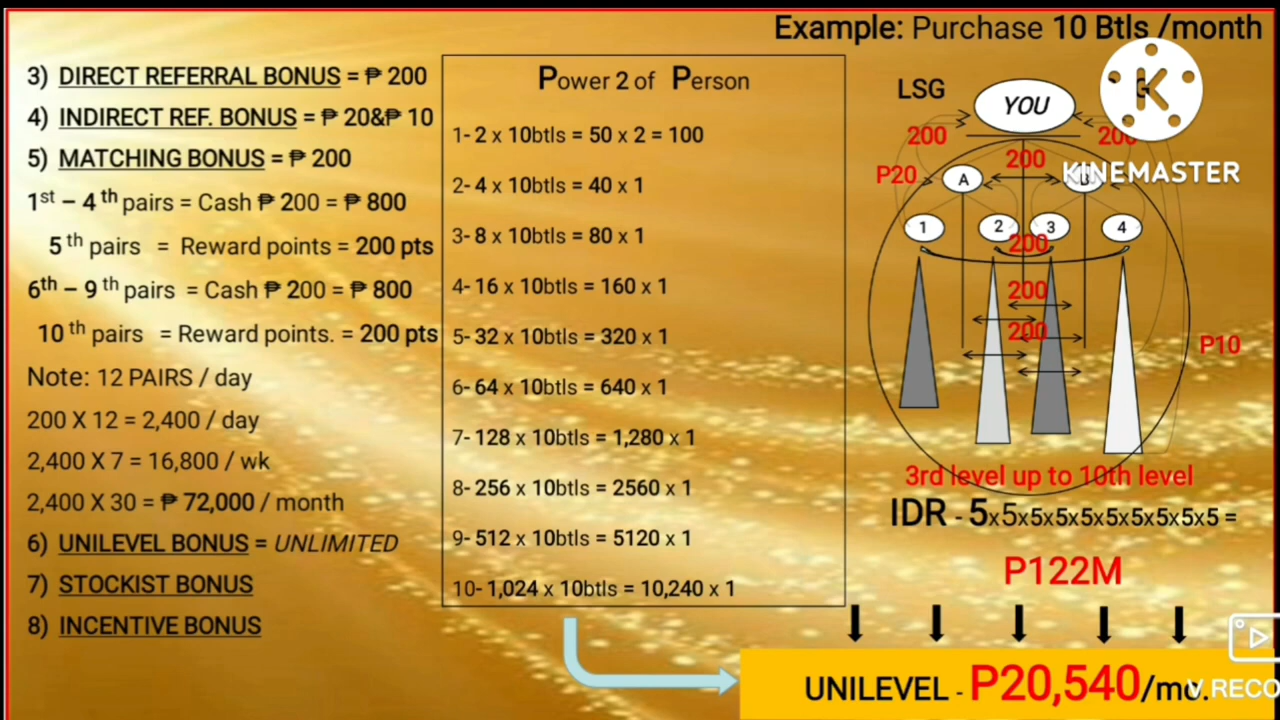 Example: Purchase 10 Btls /month
3) DIRECT REFERRAL BONUS = ₱ 200
4) INDIRECT REF. BONUS = ₱ 20&₱ 10
5) MATCHING BONUS = ₱ 200
1st – 4 th pairs = Cash ₱ 200 = ₱ 800
5 th pairs = Reward points = 200 pts
6th – 9 th pairs = Cash ₱ 200 = ₱ 800
10 th pairs = Reward points. = 200 pts
Note: 12 PAIRS / day
200 X 12 = 2,400 / day
2,400 X 7 = 16,800 / wk
2,400 X 30 = ₱ 72,000 / month
6) UNILEVEL BONUS = UNLIMITED
7) STOCKIST BONUS
8) INCENTIVE BONUS
Power 2 of Person
1- 2 x 10btls = 50 x 2 = 100
2- 4 x 10btls = 40 x 1
3- 8 x 10btls = 80 x 1
4- 16 x 10btls = 160 x 1
5- 32 x 10btls = 320 x 1
6- 64 x 10btls = 640 x 1
7- 128 x 10btls = 1,280 x 1
8- 256 x 10btls = 2560 x 1
9- 512 x 10btls = 5120 x 1
10- 1,024 x 10btls = 10,240 x 1
LSG
YOU
K
KINEMASTER
200
200
200
P20
A
B
1
2
3
4
200
200
200
P10
3rd level up to 10th level
IDR - 5x5x5x5x5x5x5x5x5x5 =
P122M
UNILEVEL - P20,540/mo.
V.RECO